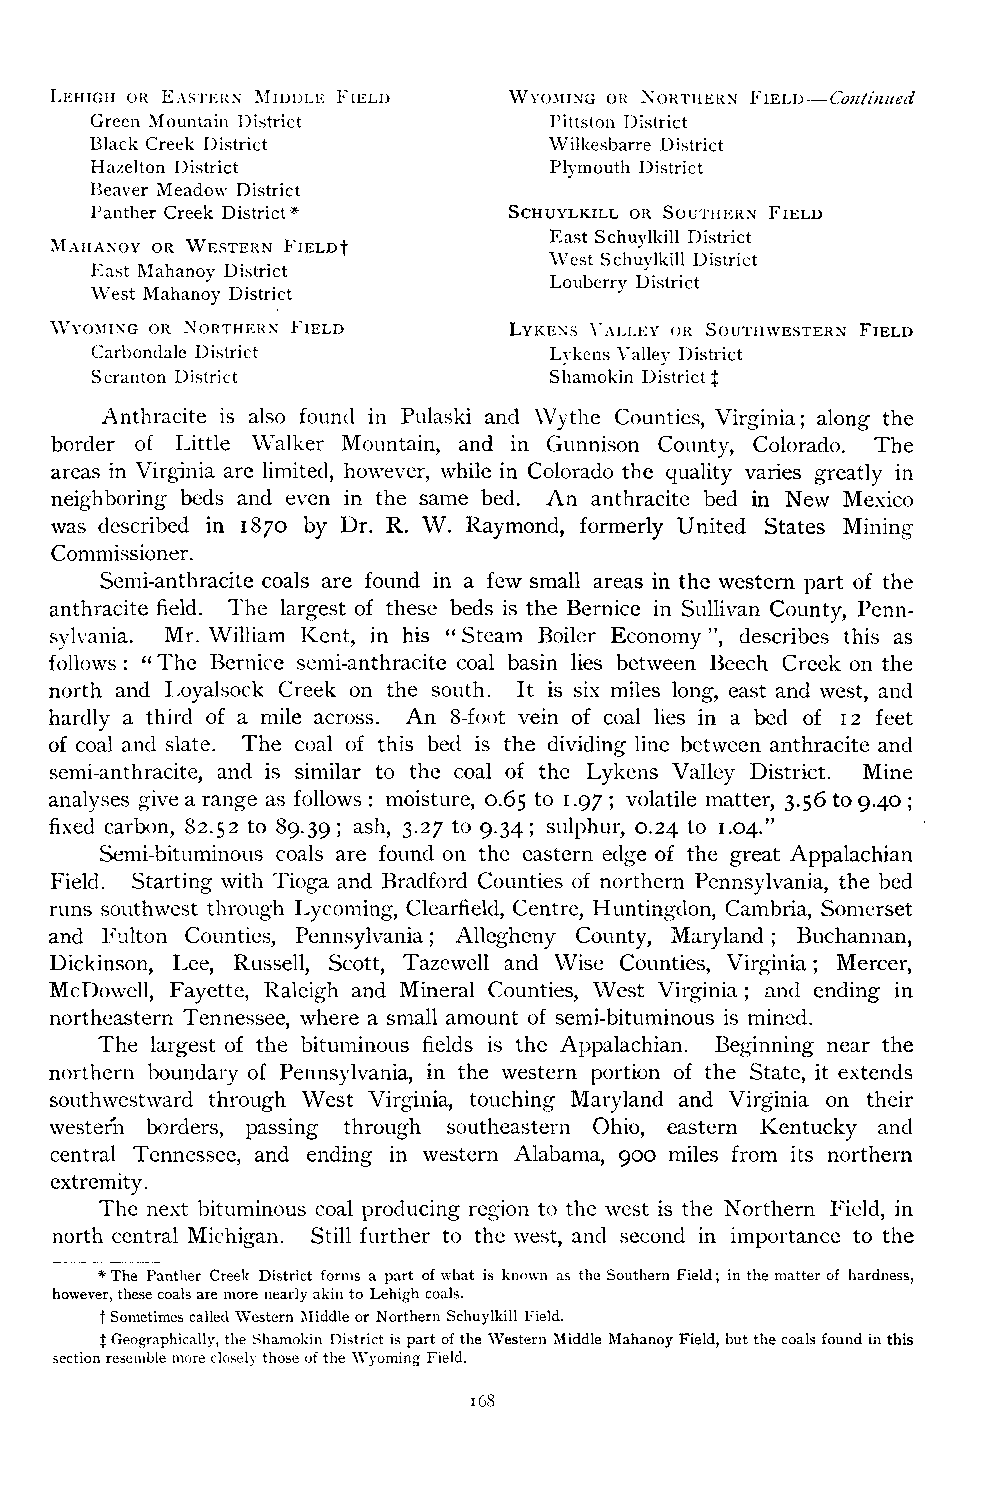 LEHIGH OR EASTERN MIDDLE FIELD
Green Mountain District
Black Creek District
Hazelton District
Beaver Meadow District
Panther Creek District*
MAHANOY OR WESTERN FIELD†
East Mahanoy District
West Mahanoy District
WYOMING OR NORTHERN FIELD
Carbondale District
Scranton District
WYOMING OR NORTHERN FIELD—Continued
Pittston District
Wilkesbarre District
Plymouth District
SCHUYLKILL OR SOUTHERN FIELD
East Schuylkill District
West Schuylkill District
Louberry District
LYKENS VALLEY OR SOUTHWESTERN FIELD
Lykens Valley District
Shamokin District‡
Anthracite is also found in Pulaski and Wythe Counties, Virginia; along the
border of Little Walker Mountain, and in Gunnison County, Colorado. The
areas in Virginia are limited, however, while in Colorado the quality varies greatly in
neighboring beds and even in the same bed. An anthracite bed in New Mexico
was described in 1870 by Dr. R. W. Raymond, formerly United States Mining
Commissioner.
Semi-anthracite coals are found in a few small areas in the western part of the
anthracite field. The largest of these beds is the Bernice in Sullivan County, Penn-
sylvania. Mr. William Kent, in his "Steam Boiler Economy", describes this as
follows: "The Bernice semi-anthracite coal basin lies between Beech Creek on the
north and Loyalsock Creek on the south. It is six miles long, east and west, and
hardly a third of a mile across. An 8-foot vein of coal lies in a bed of 12 feet
of coal and slate. The coal of this bed is the dividing line between anthracite and
semi-anthracite, and is similar to the coal of the Lykens Valley District. Mine
analyses give a range as follows: moisture, 0.65 to 1.97; volatile matter, 3.56 to 9.40;
fixed carbon, 82.52 to 89.39; ash, 3.27 to 9.34; sulphur, 0.24 to 1.04."
Semi-bituminous coals are found on the eastern edge of the great Appalachian
Field. Starting with Tioga and Bradford Counties of northern Pennsylvania, the bed
runs southwest through Lycoming, Clearfield, Centre, Huntingdon, Cambria, Somerset
and Fulton Counties, Pennsylvania; Allegheny County, Maryland; Buchannan,
Dickinson, Lee, Russell, Scott, Tazewell and Wise Counties, Virginia; Mercer,
McDowell, Fayette, Raleigh and Mineral Counties, West Virginia; and ending in
northeastern Tennessee, where a small amount of semi-bituminous is mined.
The largest of the bituminous fields is the Appalachian. Beginning near the
northern boundary of Pennsylvania, in the western portion of the State, it extends
southwestward through West Virginia, touching Maryland and Virginia on their
western borders, passing through southeastern Ohio, eastern Kentucky and
central Tennessee, and ending in western Alabama, 900 miles from its northern
extremity.
The next bituminous coal producing region to the west is the Northern Field, in
north central Michigan. Still further to the west, and second in importance to the
* The Panther Creek District forms a part of what is known as the Southern Field; in the matter of hardness,
however, these coals are more nearly akin to Lehigh coals.
† Sometimes called Western Middle or Northern Schuylkill Field.
‡ Geographically, the Shamokin District is part of the Western Middle Mahanoy Field, but the coals found in this
section resemble more closely those of the Wyoming Field.
168